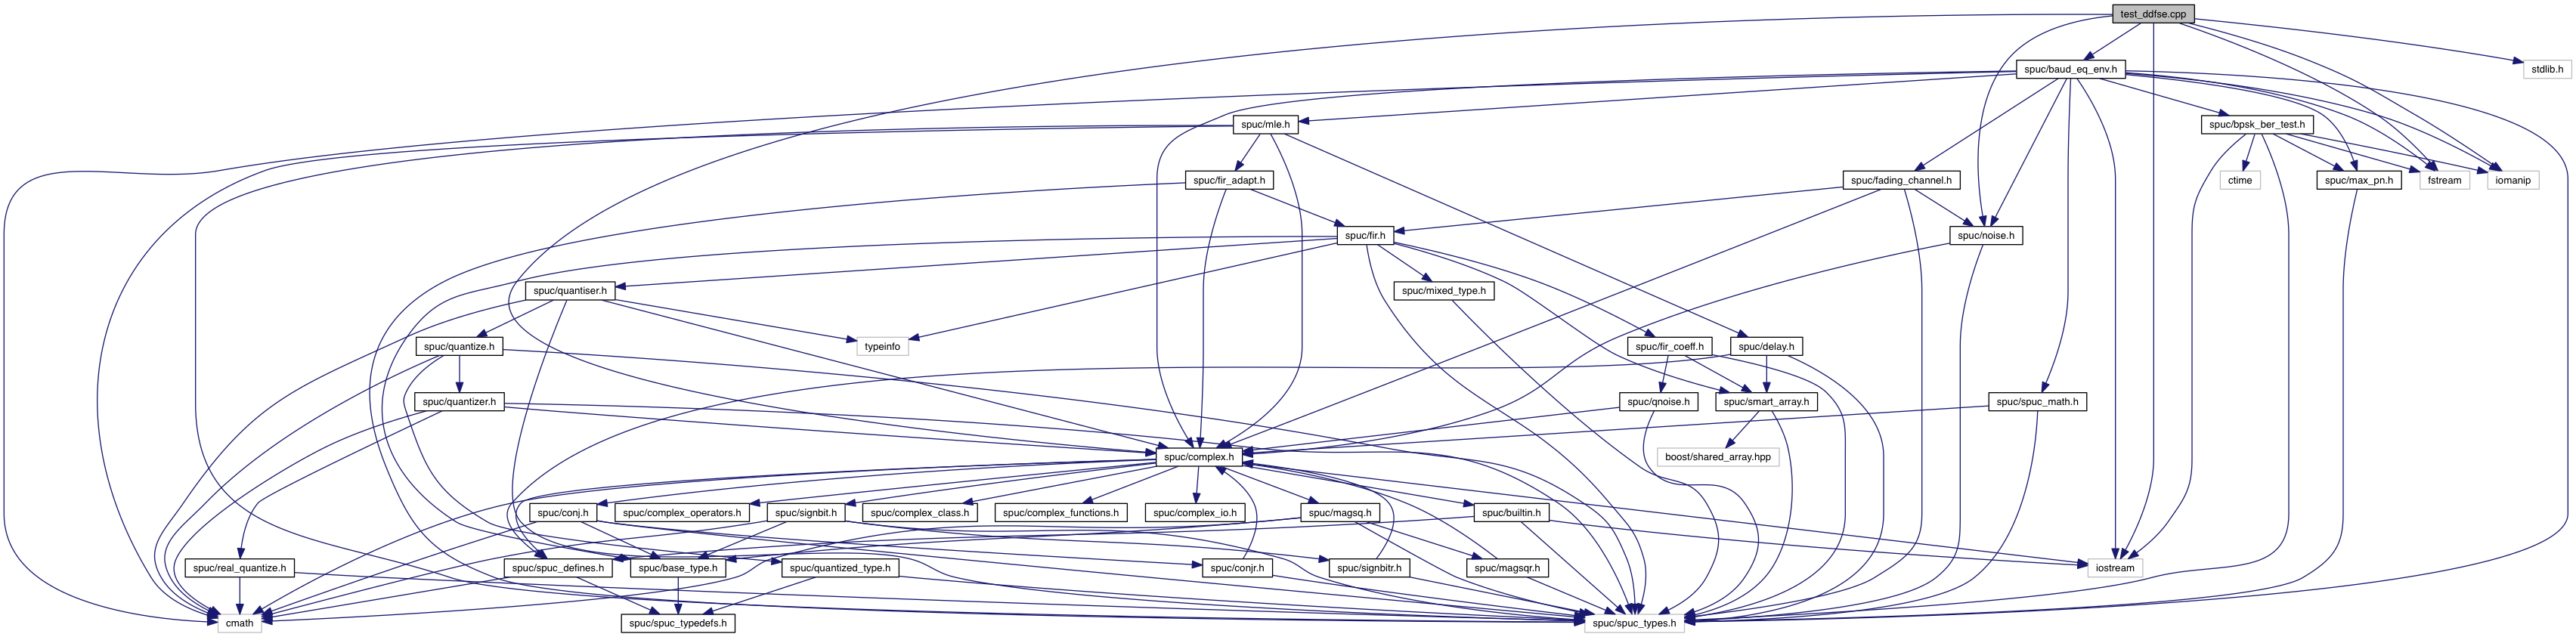 test_ddfse.cpp
spuc/baud_eq_env.h
stdlib.h
spuc/mle.h
spuc/bpsk_ber_test.h
spuc/fir_adapt.h
spuc/fading_channel.h
ctime
spuc/max_pn.h
fstream
iomanip
spuc/fir.h
spuc/noise.h
spuc/quantiser.h
spuc/mixed_type.h
spuc/quantize.h
typeinfo
spuc/fir_coeff.h
spuc/delay.h
spuc/quantizer.h
spuc/qnoise.h
spuc/smart_array.h
spuc/spuc_math.h
spuc/complex.h
boost/shared_array.hpp
spuc/conj.h
spuc/complex_operators.h
spuc/signbit.h
spuc/complex_class.h
spuc/complex_functions.h
spuc/complex_io.h
spuc/magsq.h
spuc/builtin.h
spuc/real_quantize.h
spuc/spuc_defines.h
spuc/base_type.h
spuc/quantized_type.h
spuc/conjr.h
spuc/signbitr.h
spuc/magsqr.h
iostream
cmath
spuc/spuc_typedefs.h
spuc/spuc_types.h